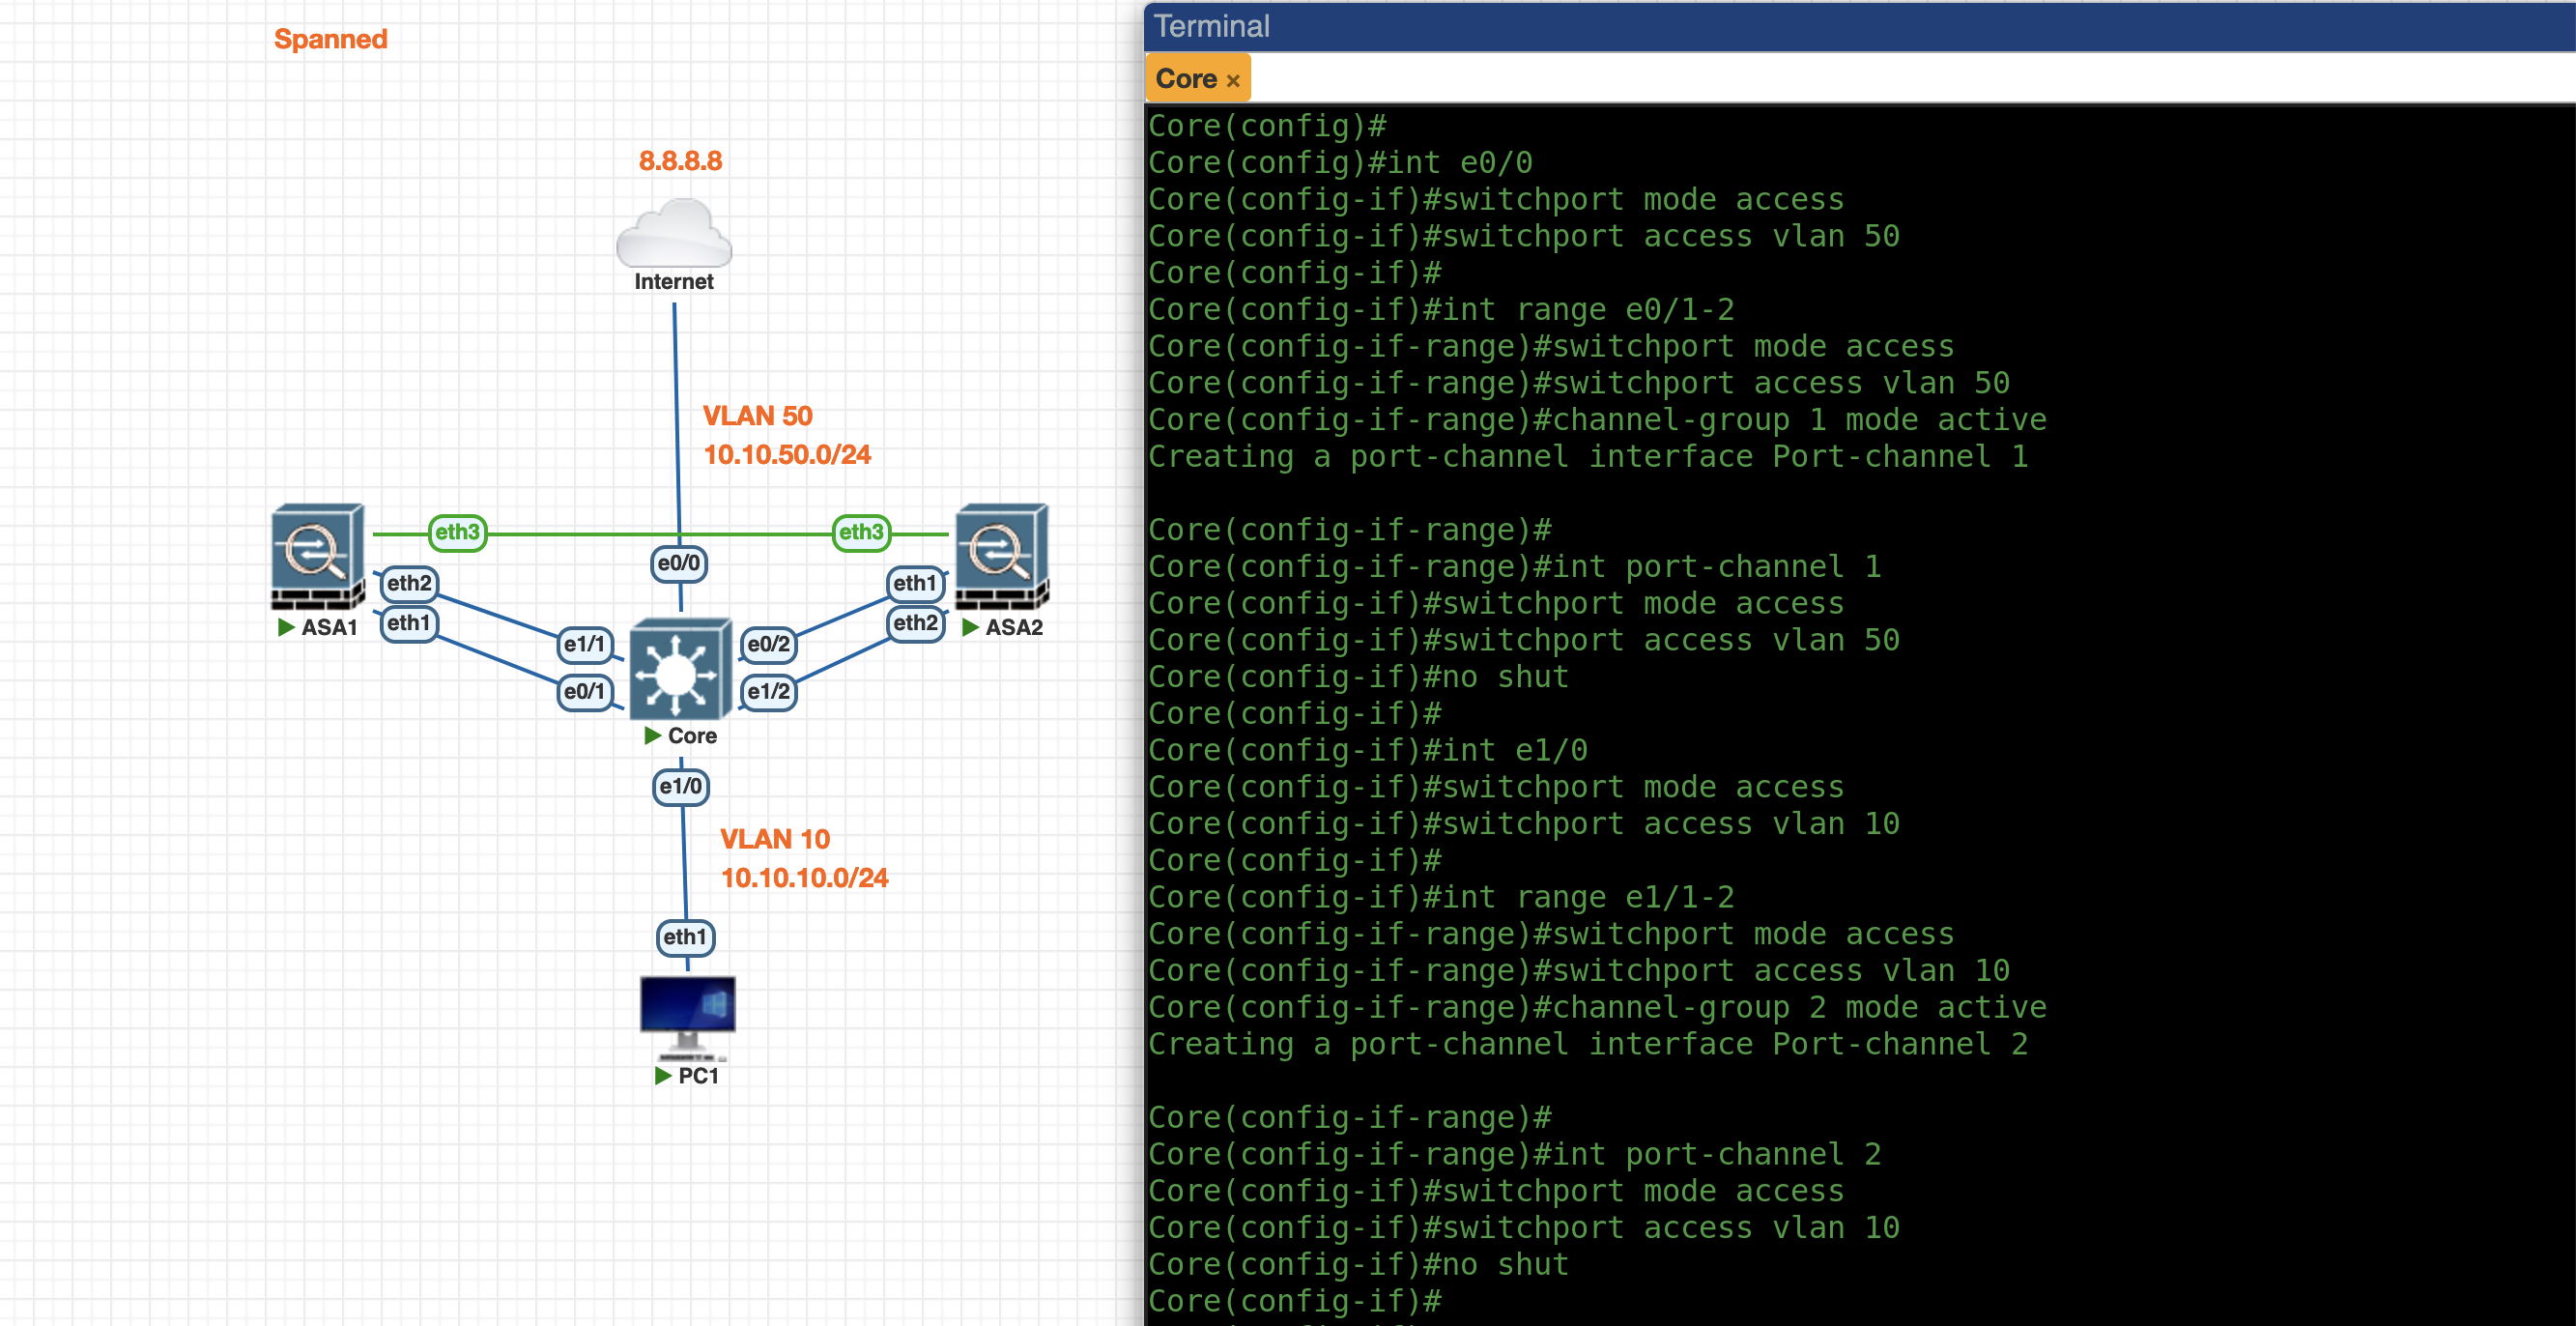 Spanned
8.8.8.8
Internet
VLAN 50
10.10.50.0/24
eth3
eth3
e0/0
eth2
eth1
eth1
eth2
ASA1
ASA2
e1/1
e0/2
e0/1
e1/2
Core
e1/0
VLAN 10
10.10.10.0/24
eth1
PC1
Terminal
Core ×
Core(config)#
Core(config)#int e0/0
Core(config-if)#switchport mode access
Core(config-if)#switchport access vlan 50
Core(config-if)#
Core(config-if)#int range e0/1-2
Core(config-if-range)#switchport mode access
Core(config-if-range)#switchport access vlan 50
Core(config-if-range)#channel-group 1 mode active
Creating a port-channel interface Port-channel 1
Core(config-if-range)#
Core(config-if-range)#int port-channel 1
Core(config-if)#switchport mode access
Core(config-if)#switchport access vlan 50
Core(config-if)#no shut
Core(config-if)#
Core(config-if)#int e1/0
Core(config-if)#switchport mode access
Core(config-if)#switchport access vlan 10
Core(config-if)#
Core(config-if)#int range e1/1-2
Core(config-if-range)#switchport mode access
Core(config-if-range)#switchport access vlan 10
Core(config-if-range)#channel-group 2 mode active
Creating a port-channel interface Port-channel 2
Core(config-if-range)#
Core(config-if-range)#int port-channel 2
Core(config-if)#switchport mode access
Core(config-if)#switchport access vlan 10
Core(config-if)#no shut
Core(config-if)#